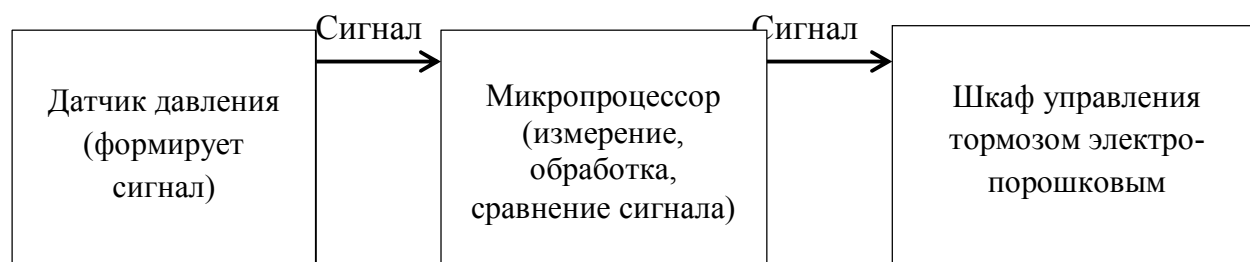 Сигнал
Сигнал
Датчик давления
(формирует
сигнал)
Микропроцессор
(измерение,
обработка,
сравнение сигнала)
Шкаф управления
тормозом электро-
порошковым